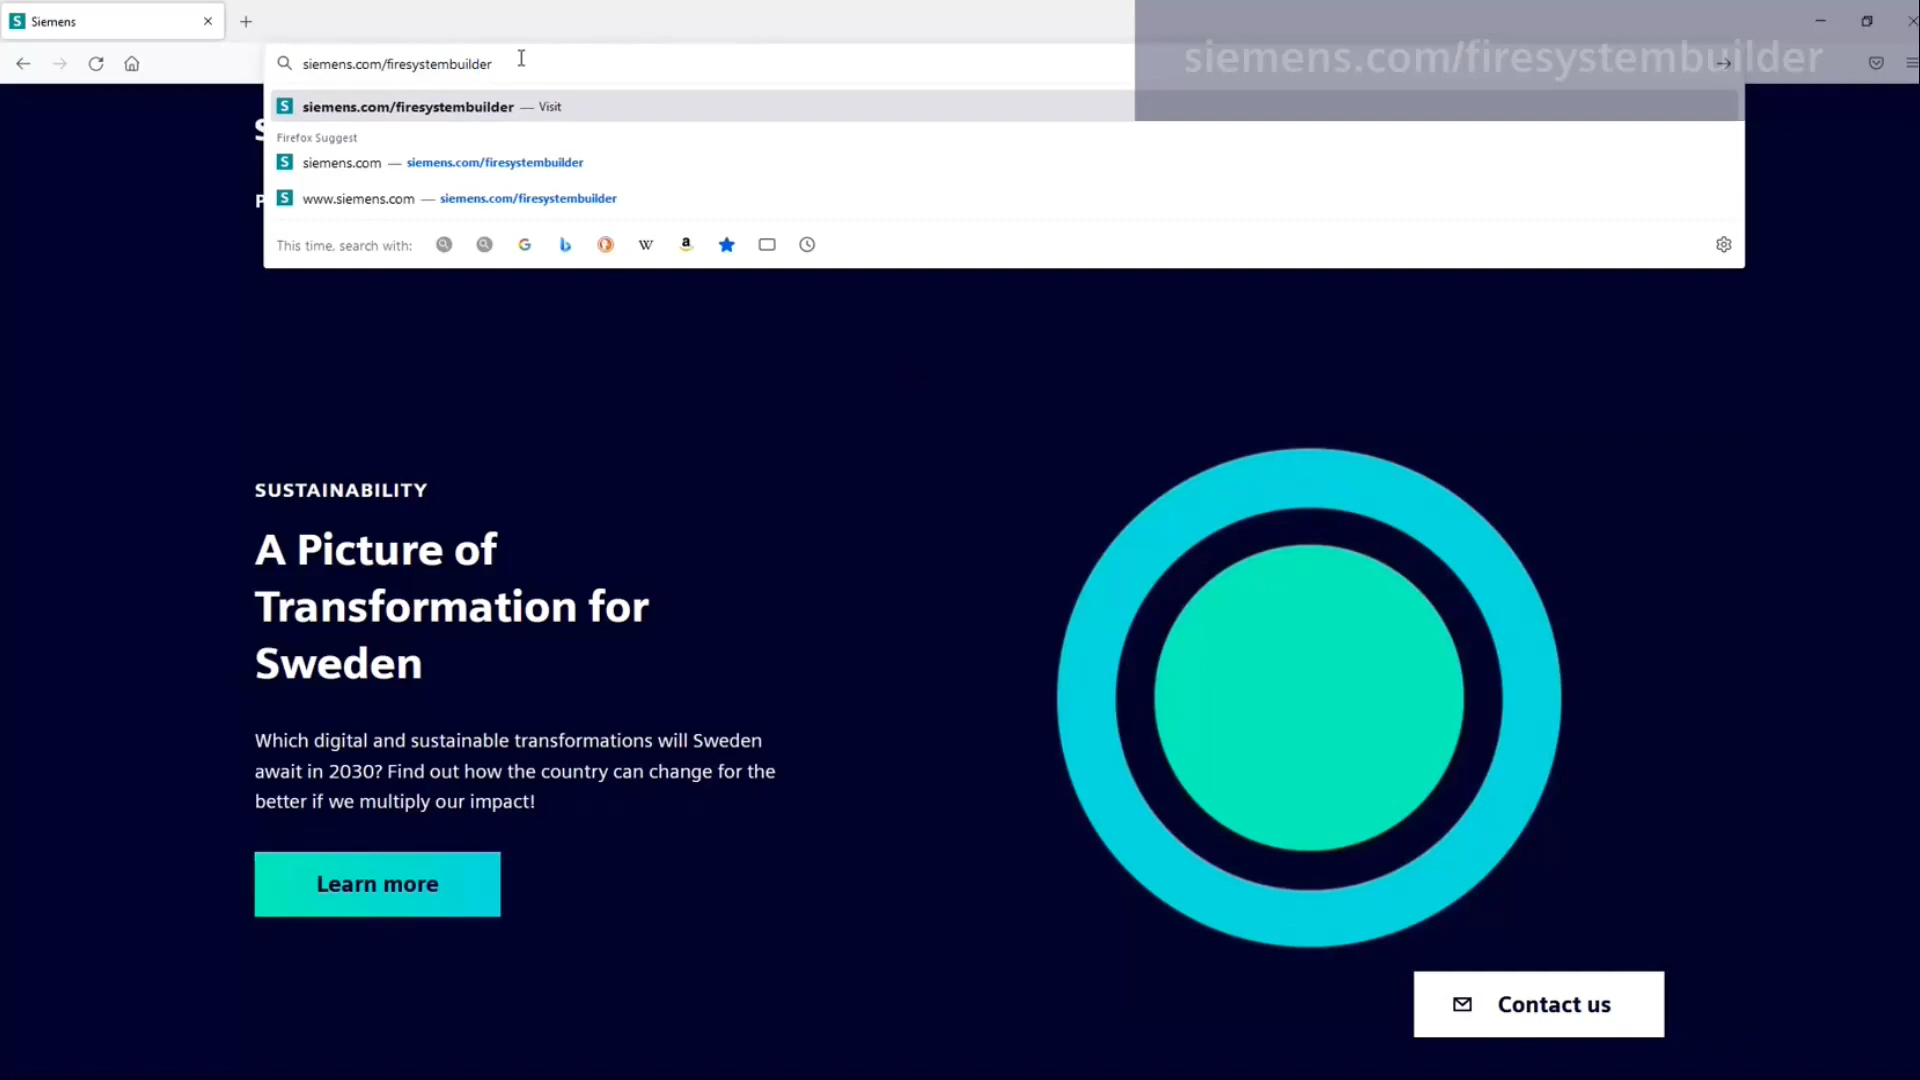 Siemens
siemens.com/firesystembuilder
siemens.com/firesystembuilder
siemens.com/firesystembuilder — Visit
Firefox Suggest
siemens.com — siemens.com/firesystembuilder
www.siemens.com — siemens.com/firesystembuilder
This time, search with:
SUSTAINABILITY
A Picture of
Transformation for
Sweden
Which digital and sustainable transformations will Sweden
await in 2030? Find out how the country can change for the
better if we multiply our impact!
Learn more
Contact us